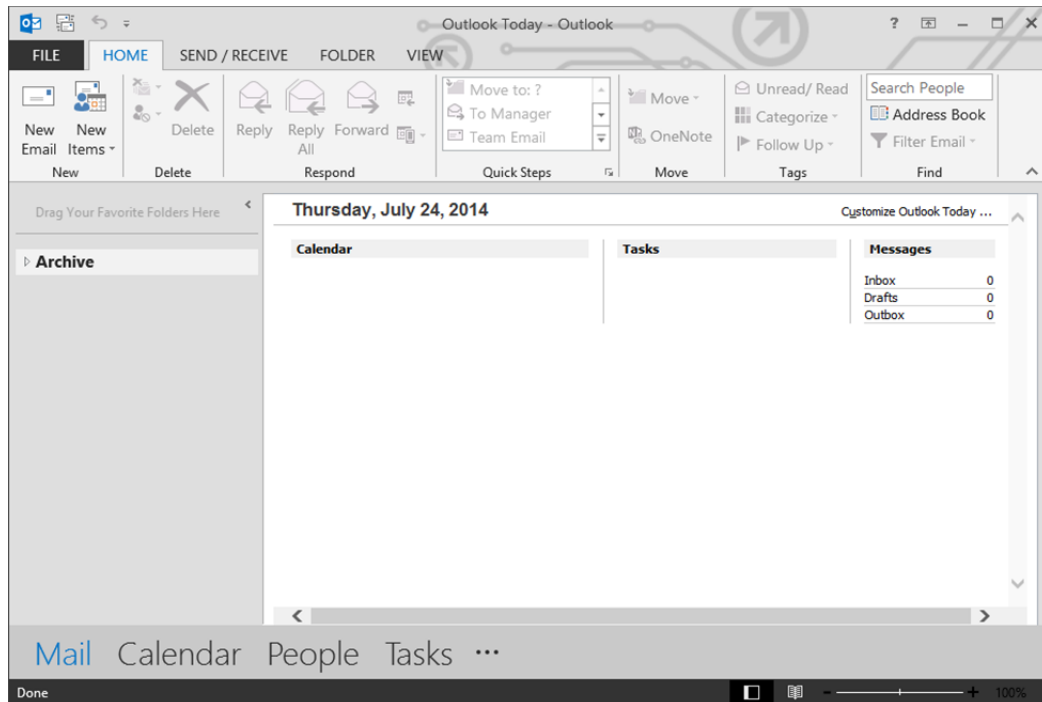 Outlook Today - Outlook
FILE HOME SEND / RECEIVE FOLDER VIEW
New Email
New Items
New
Delete
Delete
Reply
Reply All
Forward
Respond
Move to: ?
To Manager
Team Email
Quick Steps
Move
OneNote
Move
Unread/ Read
Categorize
Follow Up
Tags
Search People
Address Book
Filter Email
Find
Drag Your Favorite Folders Here
Archive
Thursday, July 24, 2014
Customize Outlook Today ...
Calendar
Tasks
Messages
Inbox 0
Drafts 0
Outbox 0
Mail Calendar People Tasks ···
Done
100%